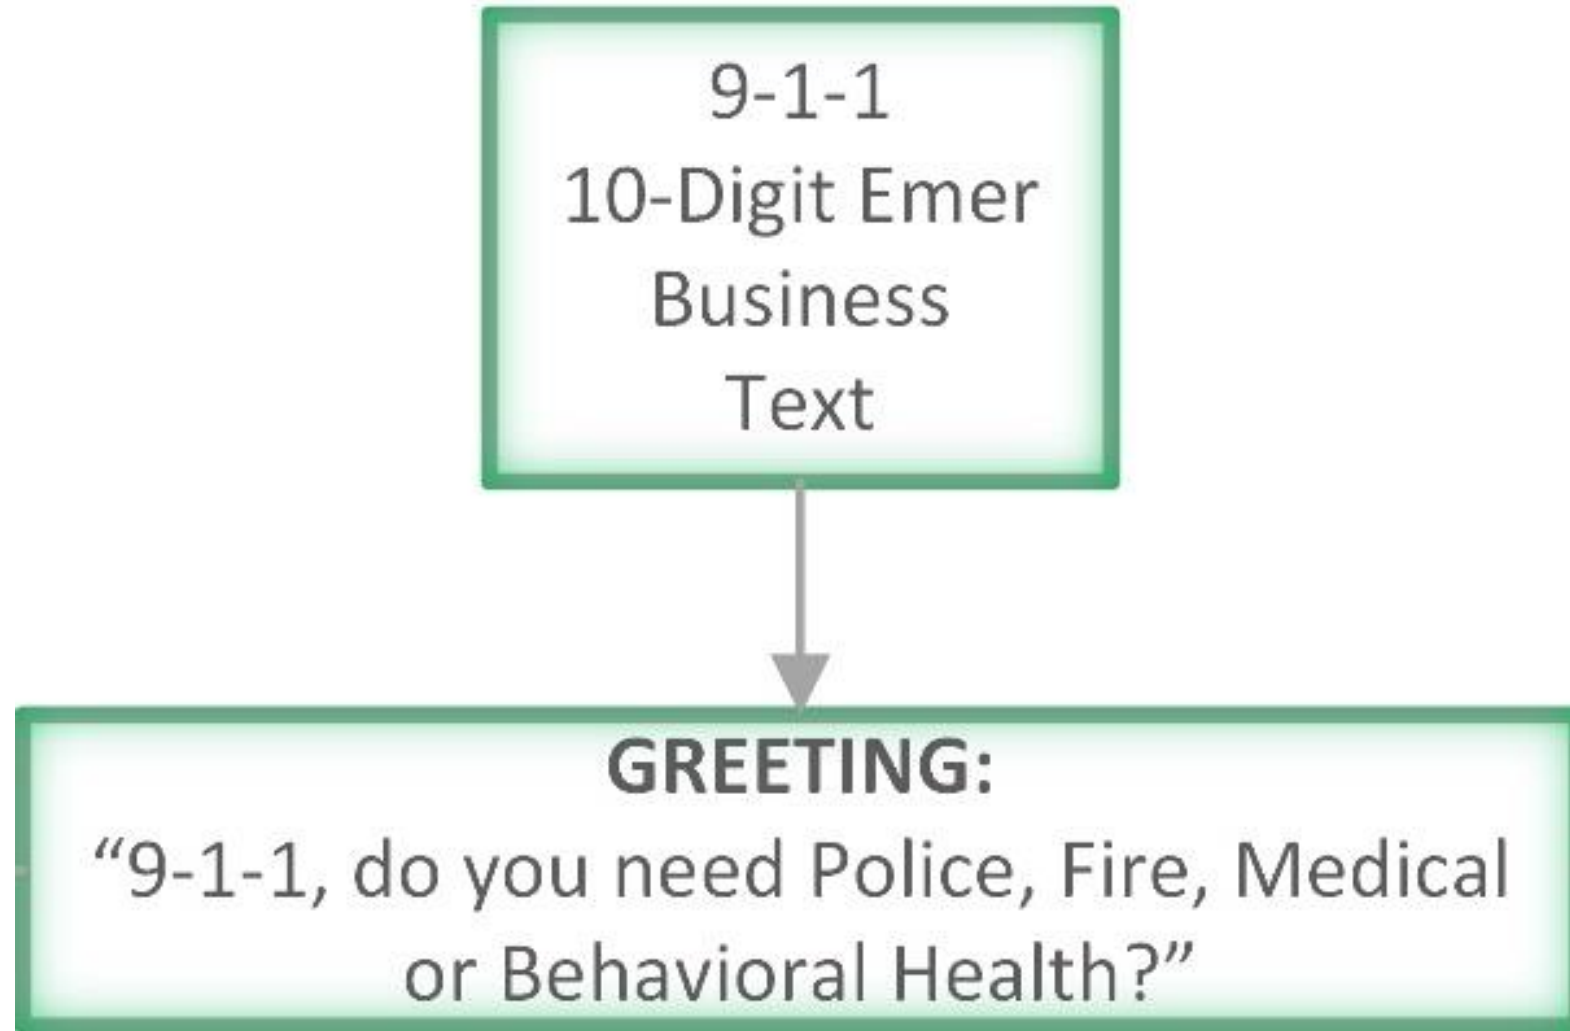 9-1-1
10-Digit Emer
Business
Text
GREETING:
“9-1-1, do you need Police, Fire, Medical
or Behavioral Health?”